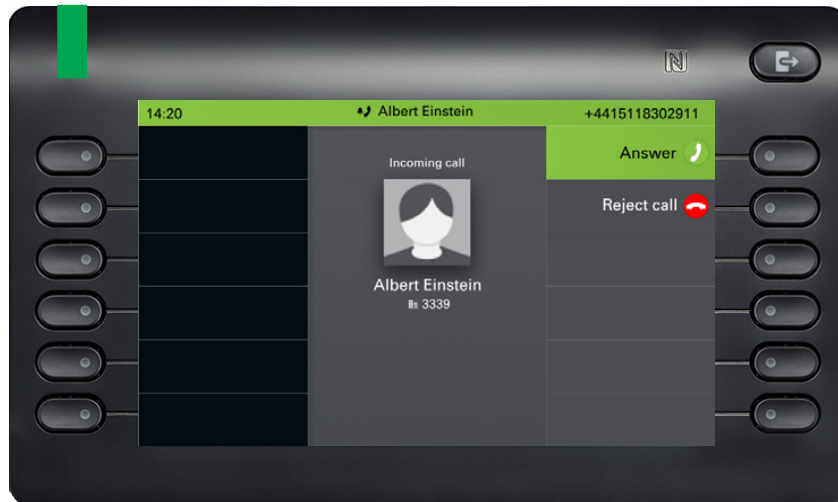 14:20 Albert Einstein +4415118302911
Incoming call
Answer
Reject call
Albert Einstein
3339